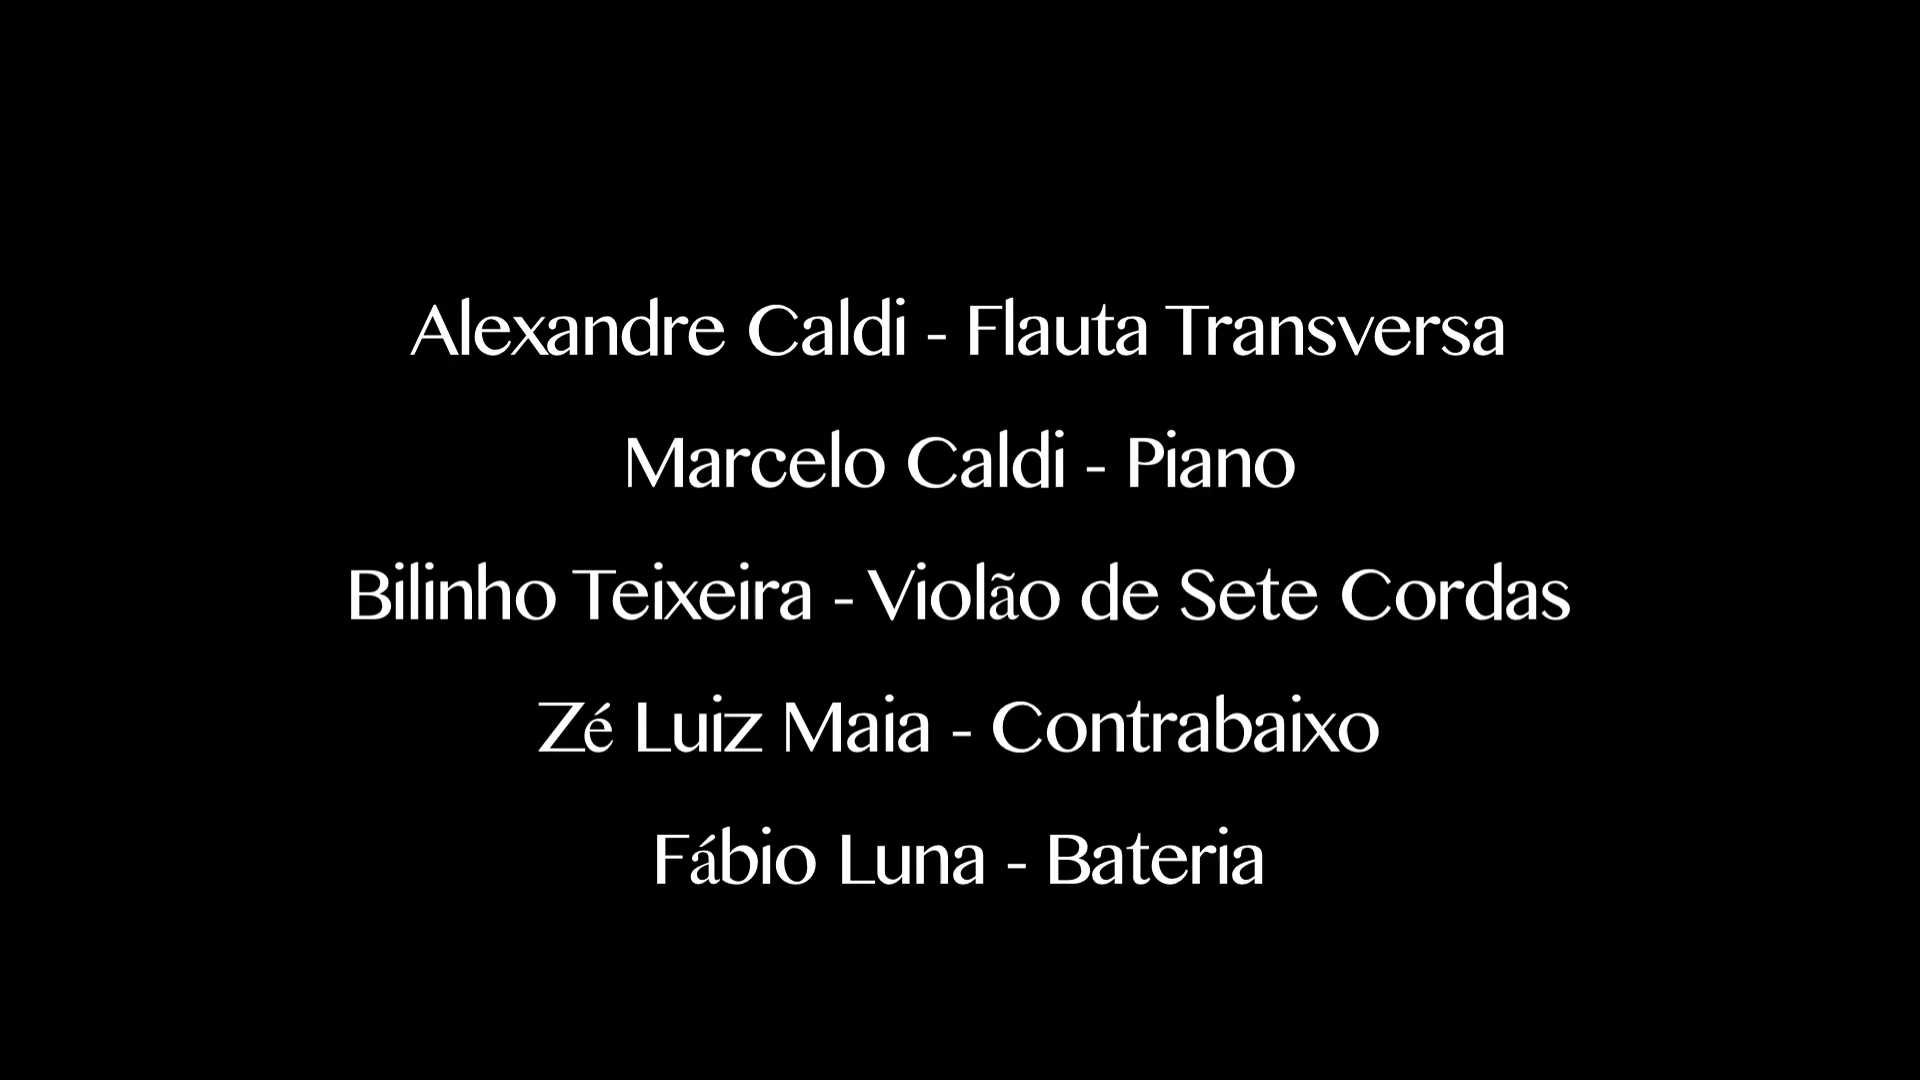 Alexandre Caldi - Flauta Transversa
Marcelo Caldi - Piano
Bilinho Teixeira - Violão de Sete Cordas
Zé Luiz Maia - Contrabaixo
Fábio Luna - Bateria